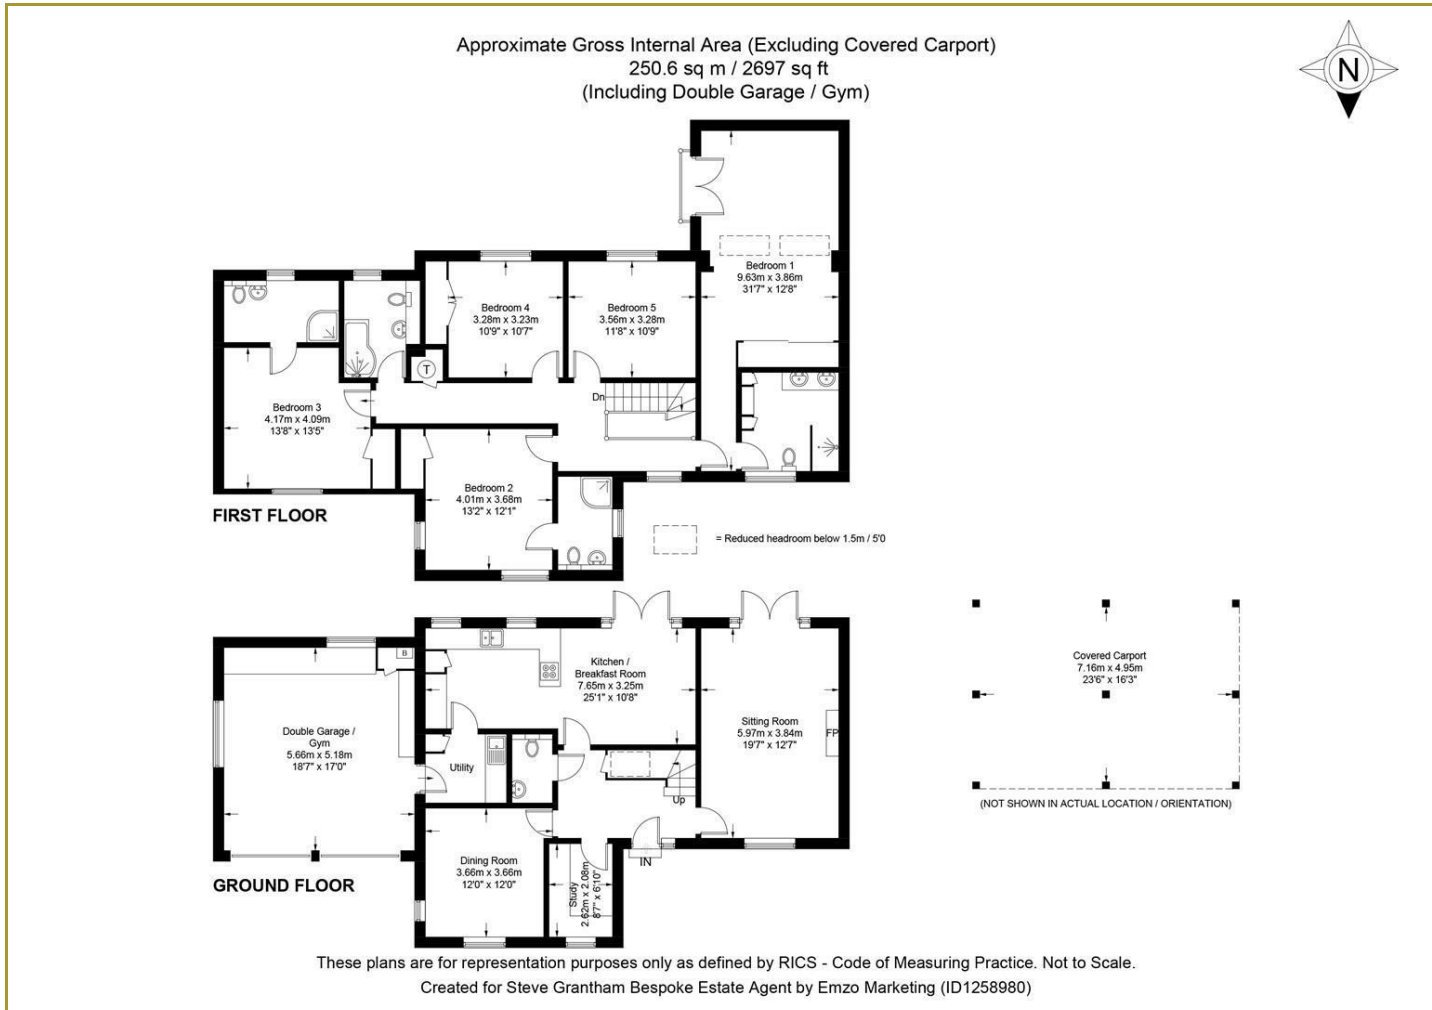 Approximate Gross Internal Area (Excluding Covered Carport)
250.6 sq m / 2697 sq ft
(Including Double Garage / Gym)
N
Bedroom 1
9.63m x 3.86m
31'7" x 12'8"
Bedroom 4
3.28m x 3.23m
10'9" x 10'7"
Bedroom 5
3.56m x 3.28m
11'8" x 10'9"
T
Dn
Bedroom 3
4.17m x 4.09m
13'8" x 13'5"
Bedroom 2
4.01m x 3.68m
13'2" x 12'1"
FIRST FLOOR
= Reduced headroom below 1.5m / 5'0
B
Kitchen /
Breakfast Room
7.65m x 3.25m
25'1" x 10'8"
Covered Carport
7.16m x 4.95m
23'6" x 16'3"
Double Garage /
Gym
5.66m x 5.18m
18'7" x 17'0"
Sitting Room
5.97m x 3.84m
19'7" x 12'7"
FP
Utility
Up
(NOT SHOWN IN ACTUAL LOCATION / ORIENTATION)
IN
Dining Room
3.66m x 3.66m
12'0" x 12'0"
Study
2.62m x 2.08m
8'7" x 6'10"
GROUND FLOOR
These plans are for representation purposes only as defined by RICS - Code of Measuring Practice. Not to Scale.
Created for Steve Grantham Bespoke Estate Agent by Emzo Marketing (ID1258980)